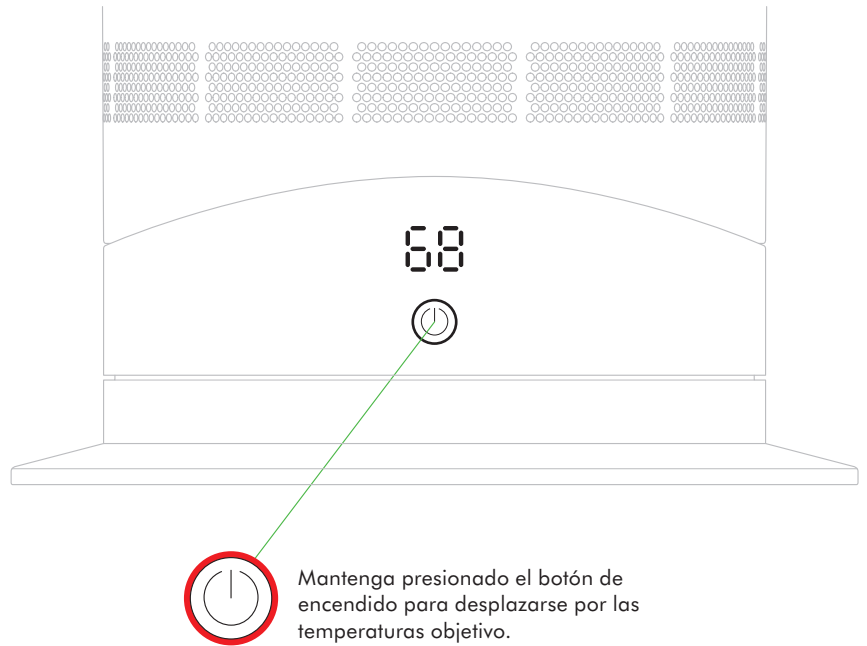 68
Mantenga presionado el botón de
encendido para desplazarse por las
temperaturas objetivo.